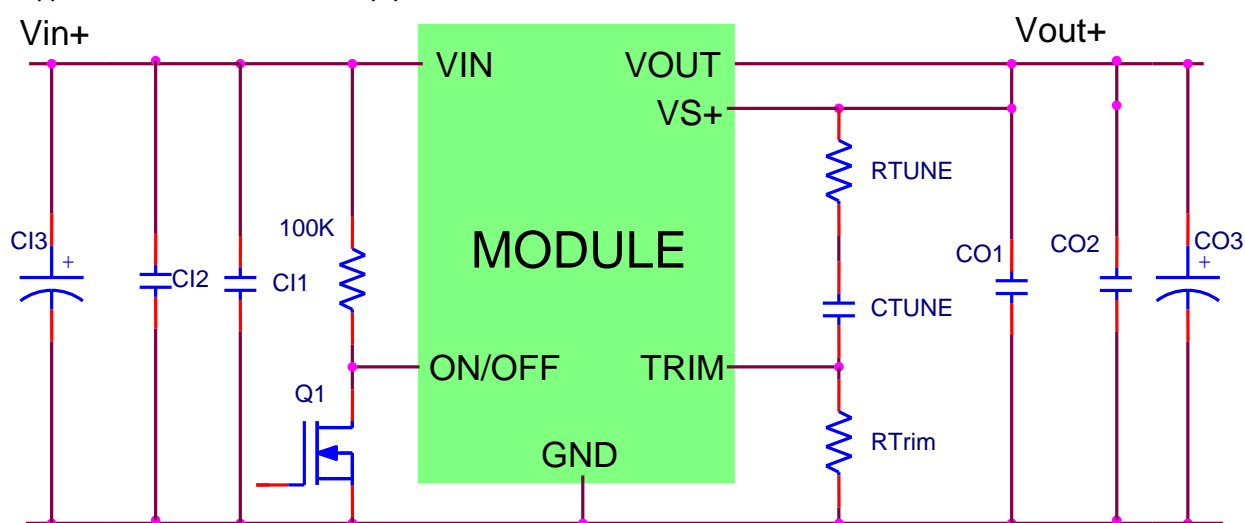 Vin+
Vout+
VIN
VOUT
VS+
RTUNE
100K
CI3
+
CI2
CI1
MODULE
CO1
CO2
CO3
+
CTUNE
ON/OFF
TRIM
Q1
GND
RTrim